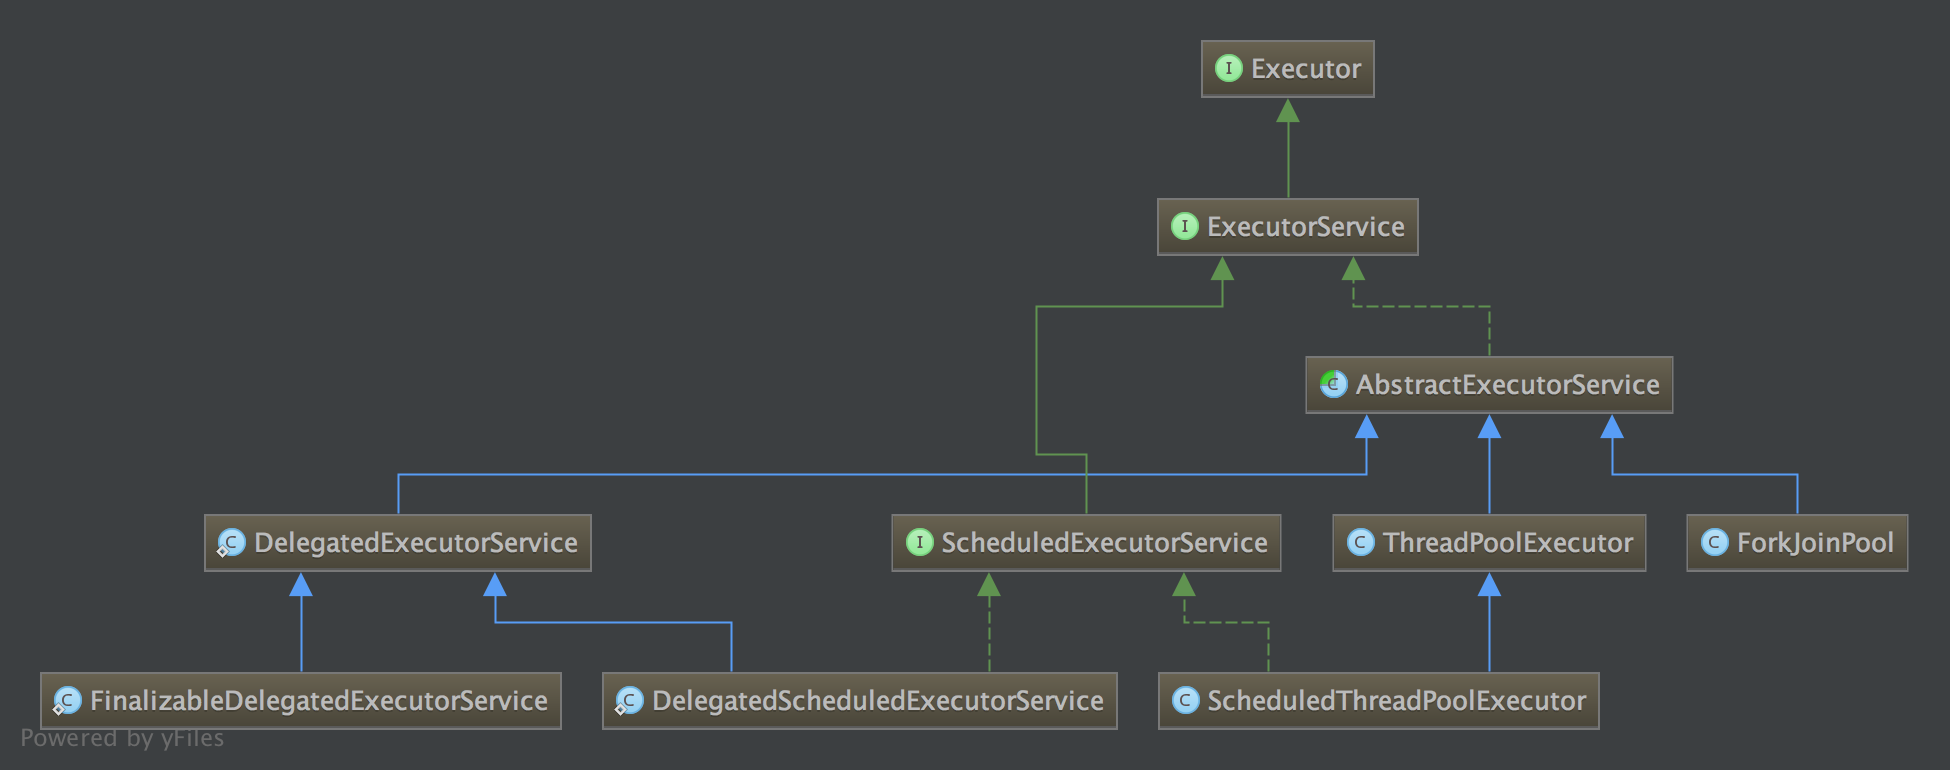 I Executor
I ExecutorService
C AbstractExecutorService
C DelegatedExecutorService
I ScheduledExecutorService
C ThreadPoolExecutor
C ForkJoinPool
C FinalizableDelegatedExecutorService
C DelegatedScheduledExecutorService
C ScheduledThreadPoolExecutor
Powered by yFiles